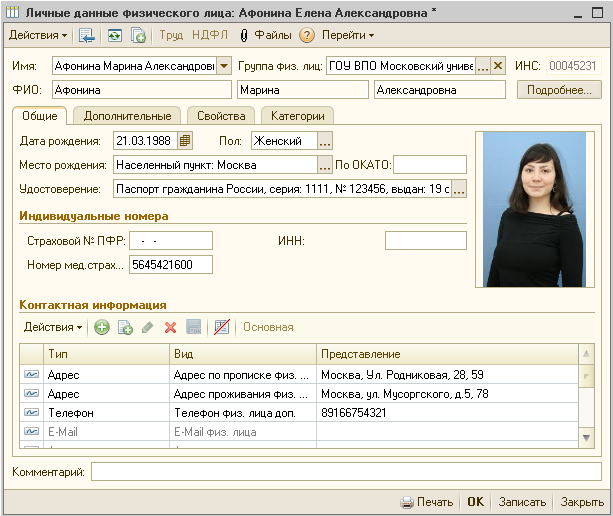 Личные данные физического лица: Афонина Елена Александровна *
Действия Труд НДФЛ Файлы Перейти
Имя: Афонина Марина Александров Группа физ. лиц: ГОУ ВПО Московский униве ... x ИНС: 00045231
ФИО: Афонина Марина Александровна Подробнее...
Общие Дополнительные Свойства Категории
Дата рождения: 21.03.1988 Пол: Женский ...
Место рождения: Населенный пункт: Москва ... По ОКАТО:
Удостоверение: Паспорт гражданина России, серия: 1111, № 123456, выдан: 19 с ...
Индивидуальные номера
Страховой № ПФР: - - ИНН:
Номер мед.страх... 5645421600
Контактная информация
Действия Основная
Тип Вид Представление
Адрес Адрес по прописке физ. ... Москва, Ул. Родниковая, 28, 59
Адрес Адрес проживания физ. ... Москва, ул. Мусоргского, д.5, 78
Телефон Телефон физ. лица доп. 89166754321
E-Mail E-Mail физ. лица
Комментарий:
Печать OK Записать Закрыть